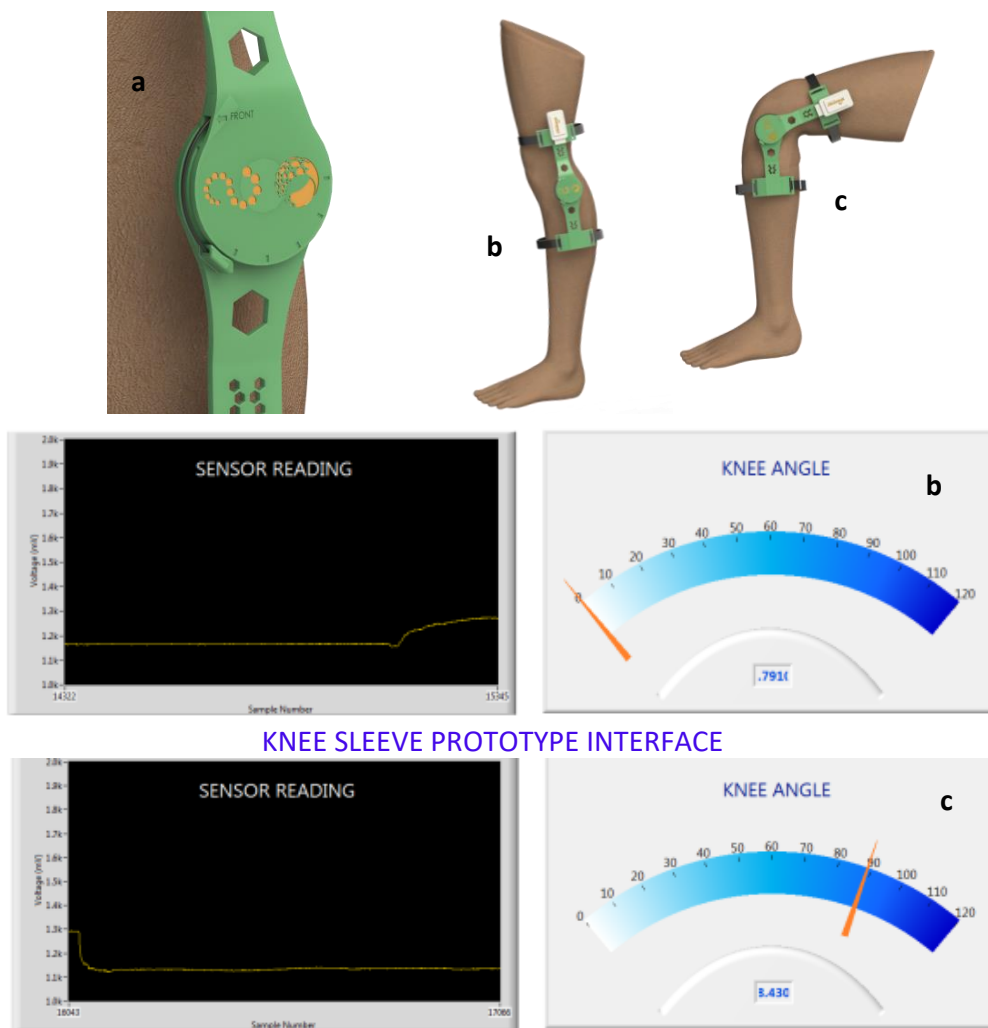 a
FRONT
b
c
SENSOR READING
2.0k
1.9k
1.8k
1.7k
1.6k
1.5k
1.4k
1.3k
1.2k
1.1k
1.0k
Voltage (mV)
14322
15345
Sample Number
KNEE ANGLE
b
0
10
20
30
40
50
60
70
80
90
100
110
120
KNEE SLEEVE PROTOTYPE INTERFACE
SENSOR READING
2.0k
1.9k
1.8k
1.7k
1.6k
1.5k
1.4k
1.3k
1.2k
1.1k
1.0k
Voltage (mV)
16043
17066
Sample Number
KNEE ANGLE
c
0
10
20
30
40
50
60
70
80
90
100
110
120